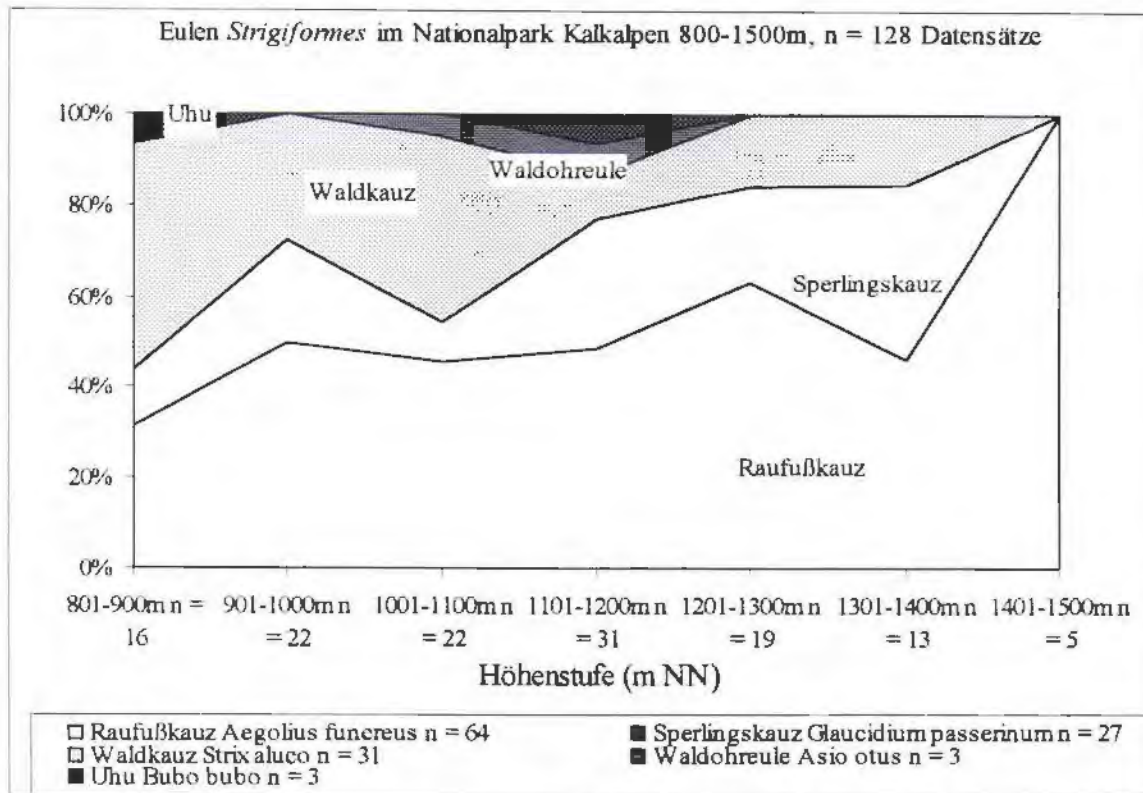 Eulen Strigiformes im Nationalpark Kalkalpen 800-1500m, n = 128 Datensätze
100%
80%
60%
40%
20%
0%
Uhu
Waldkauz
Waldohreule
Sperlingskauz
Raufußkauz
801-900m n = 901-1000m n 1001-1100m n 1101-1200m n 1201-1300m n 1301-1400m n 1401-1500m n
16 = 22 = 22 = 31 = 19 = 13 = 5
Höhenstufe (m NN)
Raufußkauz Aegolius funereus n = 64 Sperlingskauz Glaucidium passerinum n = 27
Waldkauz Strix aluco n = 31 Waldohreule Asio otus n = 3
Uhu Bubo bubo n = 3